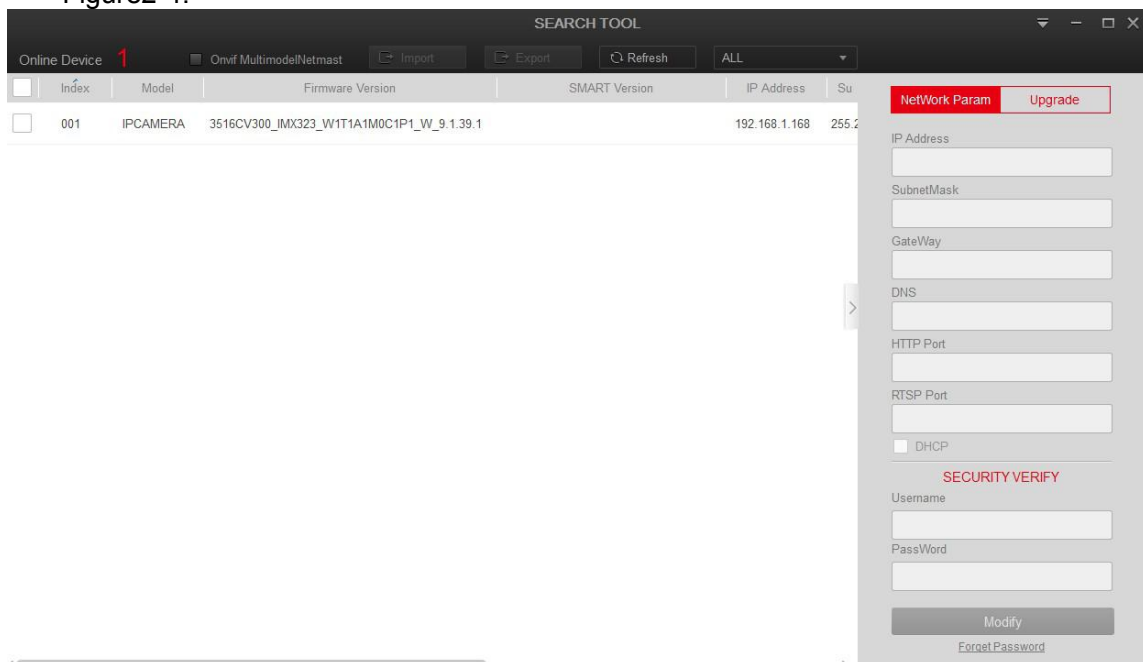 Figure2-1.
SEARCH TOOL
Online Device 1 Onvif MultimodelNetmast Import Export Refresh ALL
Index Model Firmware Version SMART Version IP Address Su
001 IPCAMERA 3516CV300_IMX323_W1T1A1M0C1P1_W_9.1.39.1 192.168.1.168 255.2
NetWork Param Upgrade
IP Address
SubnetMask
GateWay
DNS
HTTP Port
RTSP Port
DHCP
SECURITY VERIFY
Username
PassWord
Modify
Forget Password